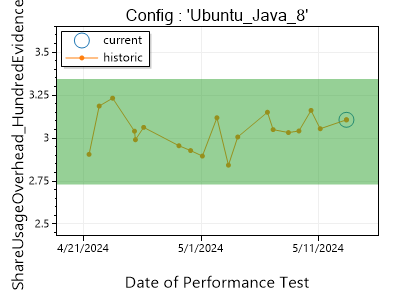 Config : 'Ubuntu_Java_8'
ShareUsageOverhead_HundredEvidence
current
historic
3.5
3.25
3
2.75
2.5
4/21/2024
5/1/2024
5/11/2024
Date of Performance Test